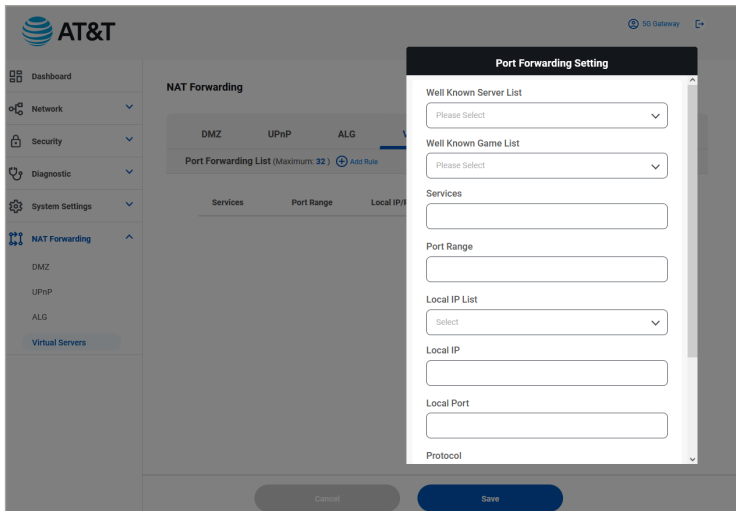 AT&T
5G Gateway
Port Forwarding Setting
Dashboard
Network
Security
Diagnostic
System Settings
NAT Forwarding
DMZ
UPnP
ALG
Virtual Servers
NAT Forwarding
DMZ UPnP ALG V
Port Forwarding List (Maximum: 32 ) Add Rule
Services Port Range Local IP/
Well Known Server List
Please Select
Well Known Game List
Please Select
Services
Port Range
Local IP List
Select
Local IP
Local Port
Protocol
Cancel Save